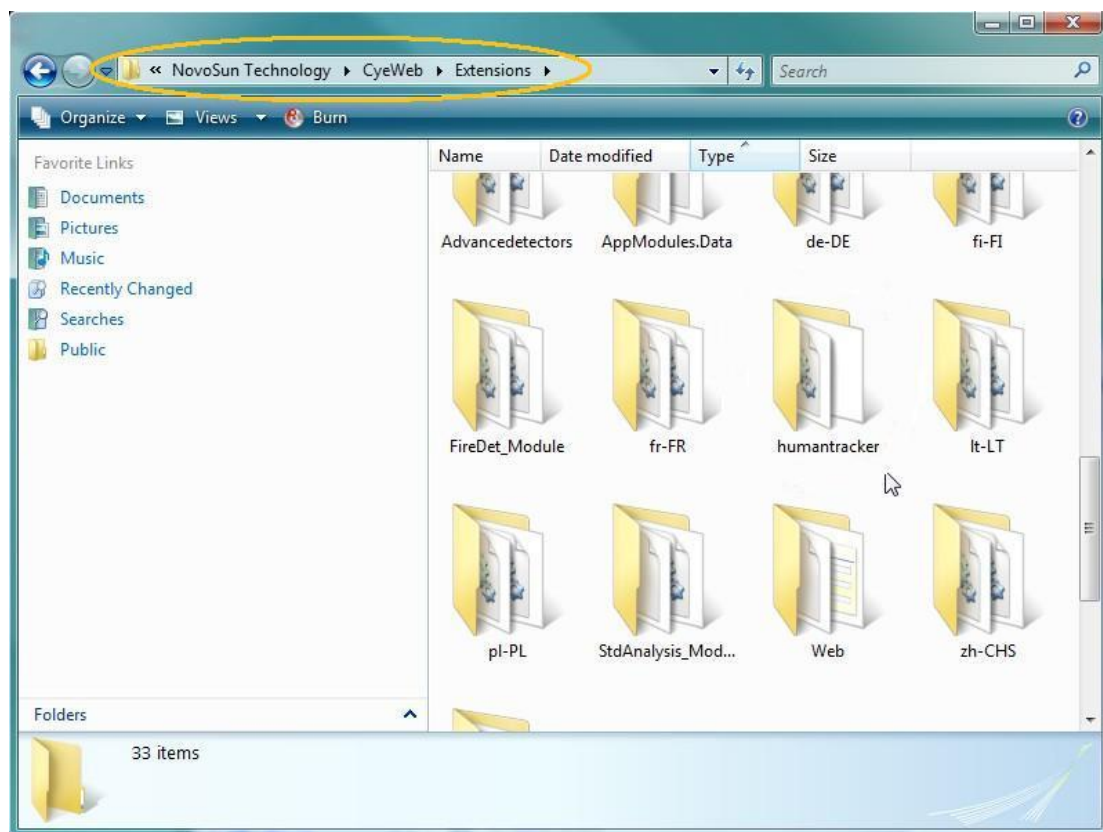 « NovoSun Technology ▸ CyeWeb ▸ Extensions ▸ Search
Organize Views Burn
Favorite Links
Documents
Pictures
Music
Recently Changed
Searches
Public
Folders
Name Date modified Type Size
Advancedetectors AppModules.Data de-DE fi-FI
FireDet_Module fr-FR humantracker lt-LT
pl-PL StdAnalysis_Mod... Web zh-CHS
33 items